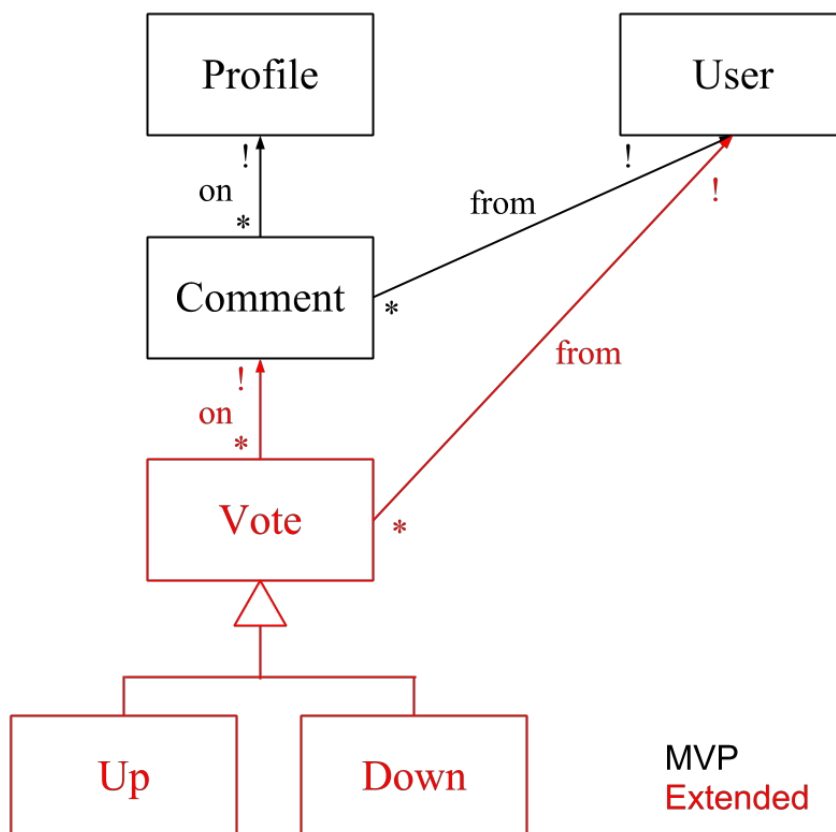 Profile
User
!
!
on
from
!
*
Comment
*
!
from
on
*
Vote
*
Up
Down
MVP
Extended